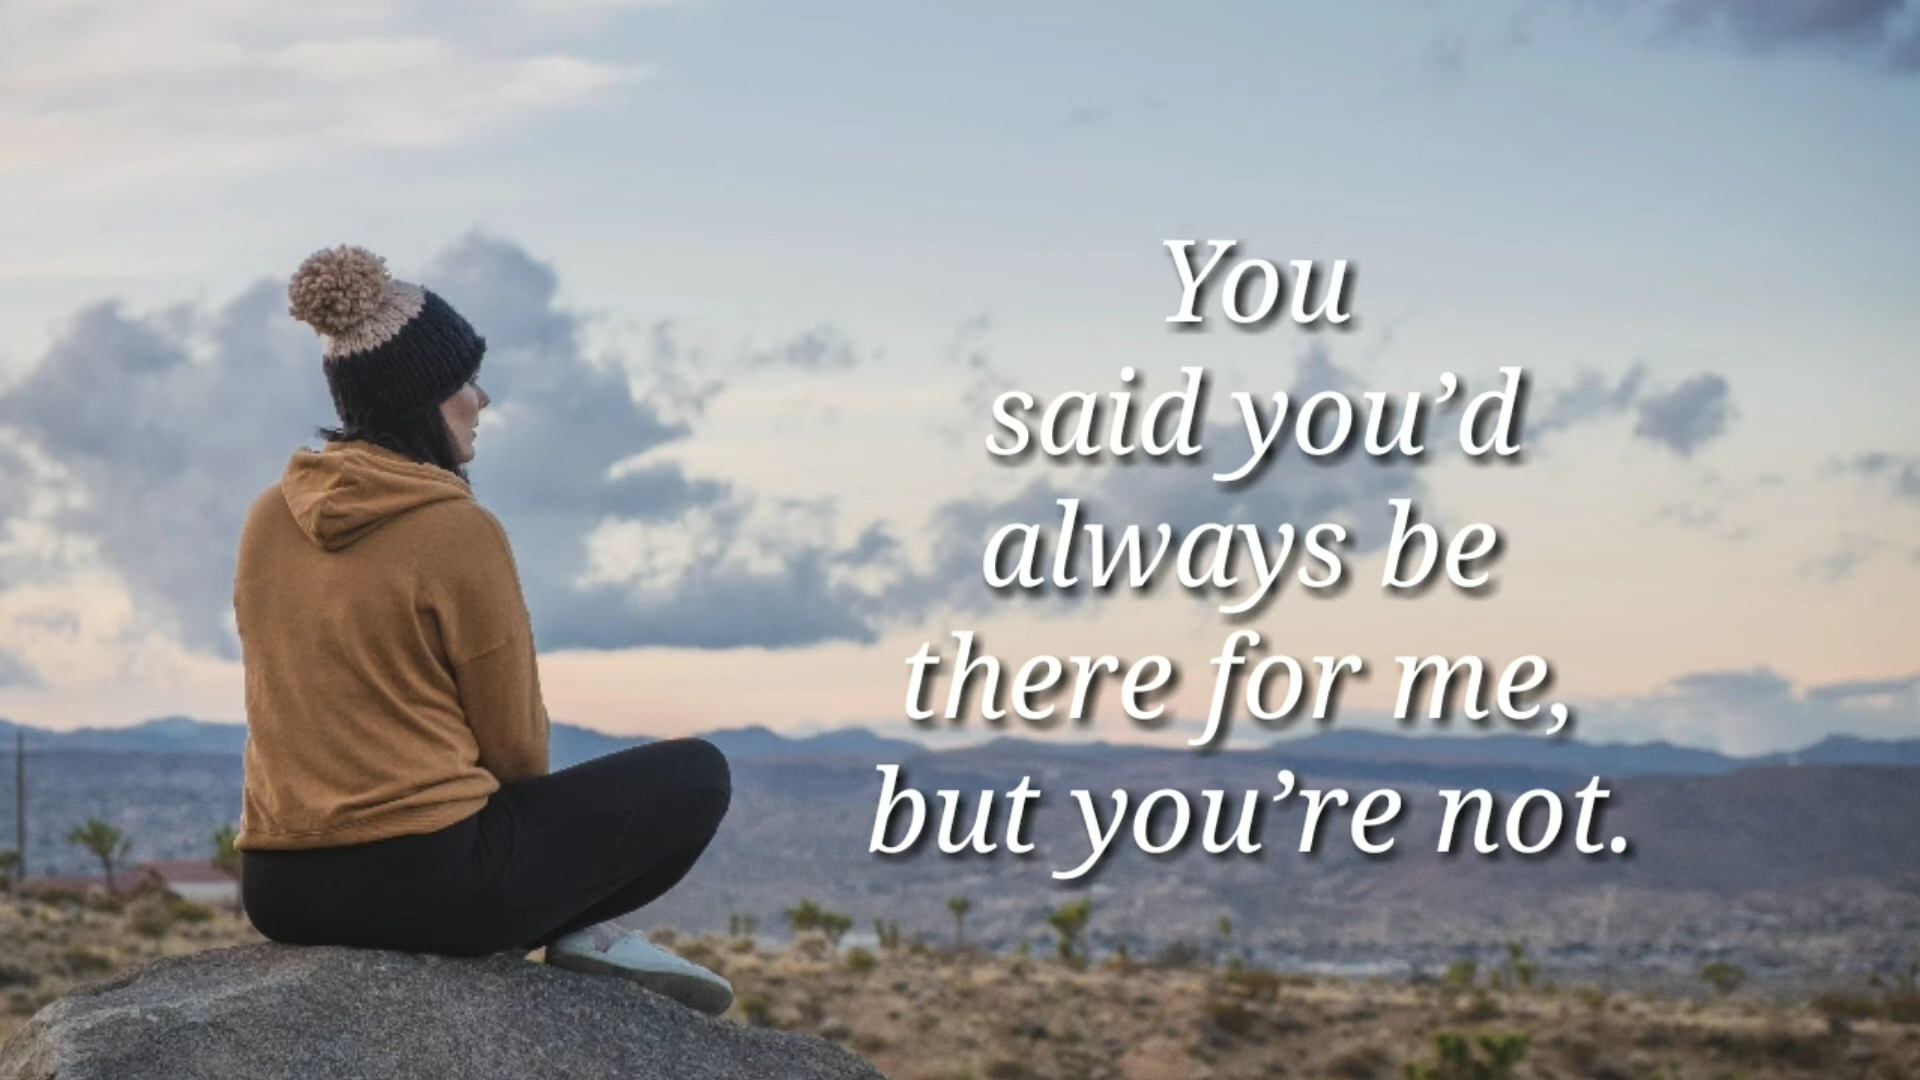 You
said you’d
always be
there for me,
but you’re not.